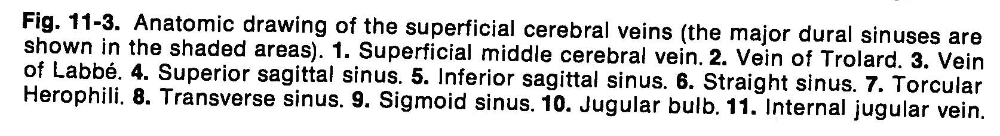 Fig. 11-3. Anatomic drawing of the superficial cerebral veins (the major dural sinuses are
shown in the shaded areas). 1. Superficial middle cerebral vein. 2. Vein of Trolard. 3. Vein
of Labbé. 4. Superior sagittal sinus. 5. Inferior sagittal sinus. 6. Straight sinus. 7. Torcular
Herophili. 8. Transverse sinus. 9. Sigmoid sinus. 10. Jugular bulb. 11. Internal jugular vein.